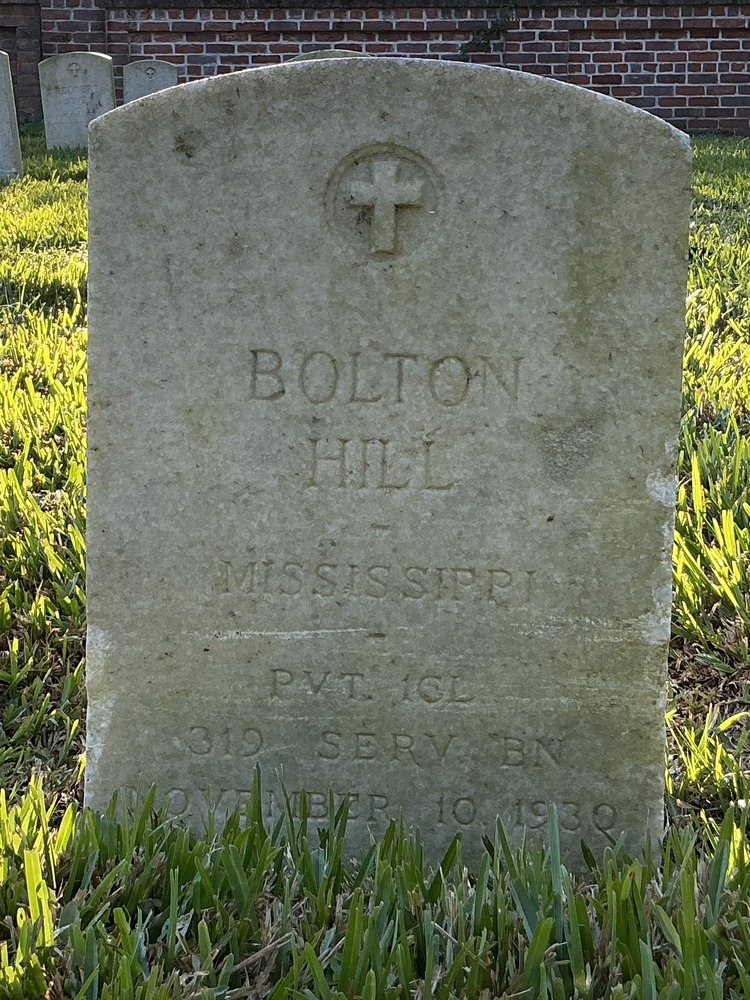 BOLTON
HILL
-
MISSISSIPPI
-
PVT. 1CL.
319 SERV. BN.
NOVEMBER 10, 1930